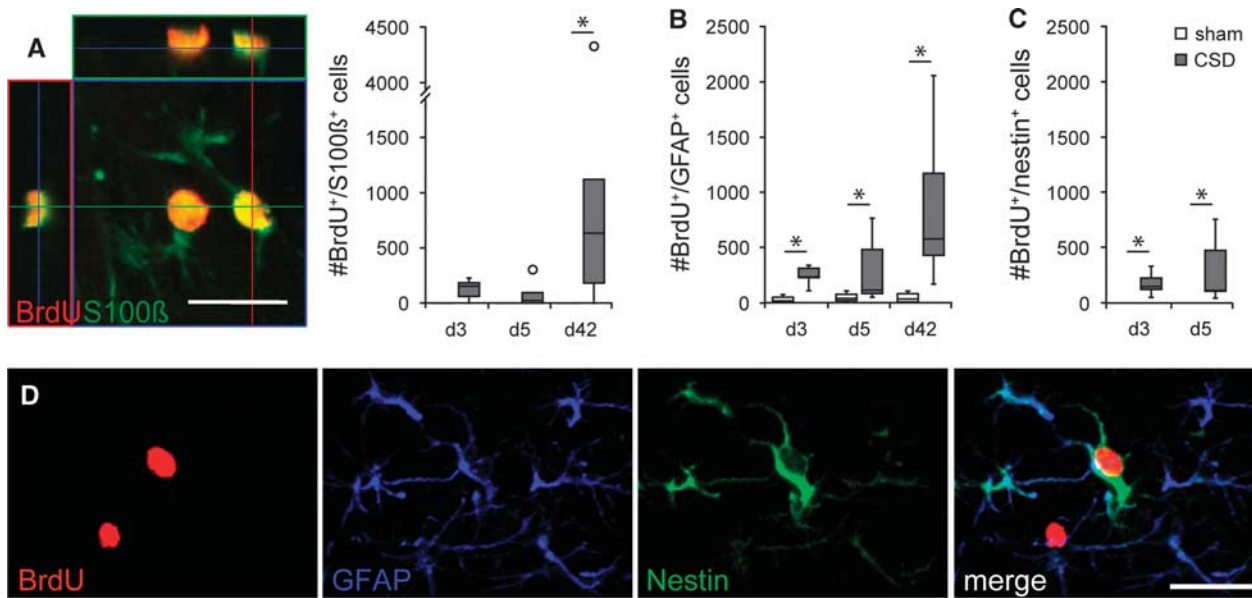 A
BrdUS100ß
#BrdU⁺/S100ß⁺ cells
4500
4000
1500
1000
500
0
*
d3 d5 d42
B
#BrdU⁺/GFAP⁺ cells
2500
2000
1500
1000
500
0
* * *
d3 d5 d42
C
#BrdU⁺/nestin⁺ cells
2500
2000
1500
1000
500
0
sham
CSD
* *
d3 d5
D
BrdU
GFAP
Nestin
merge